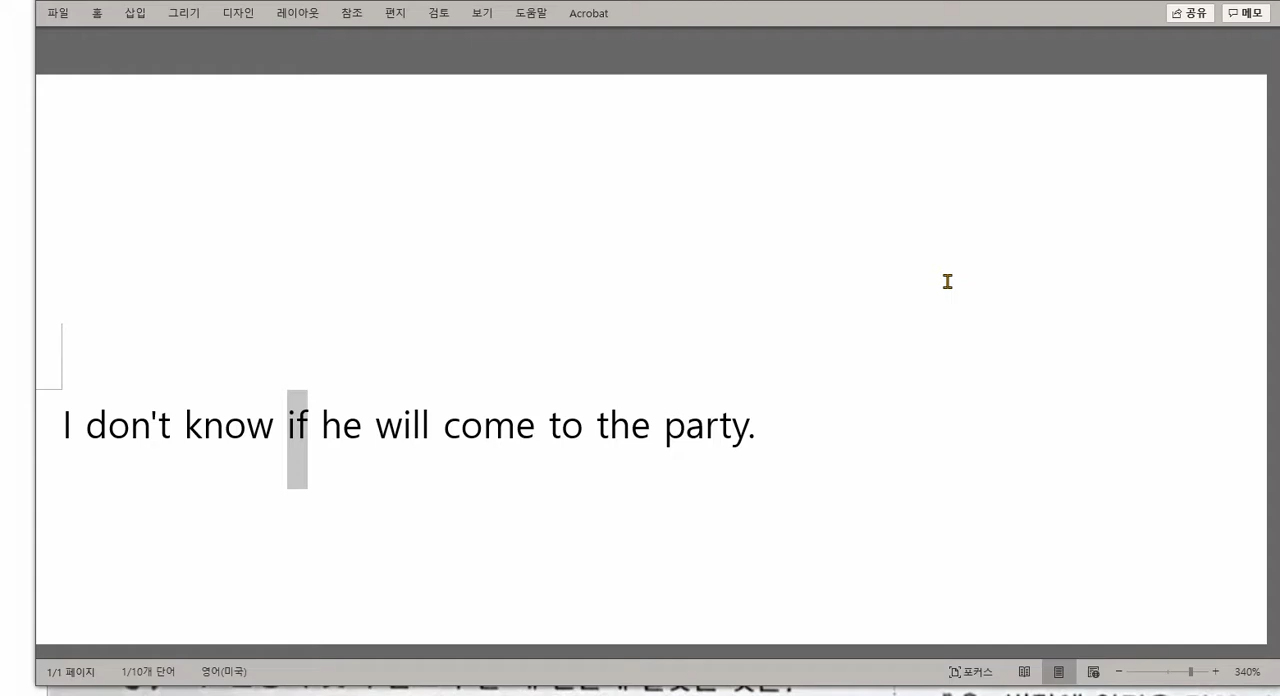 파일 홈 삽입 그리기 디자인 레이아웃 참조 편지 검토 보기 도움말 Acrobat 공유 메모
I don't know if he will come to the party.
1/1 페이지 1/10개 단어 영어(미국) 포커스 340%